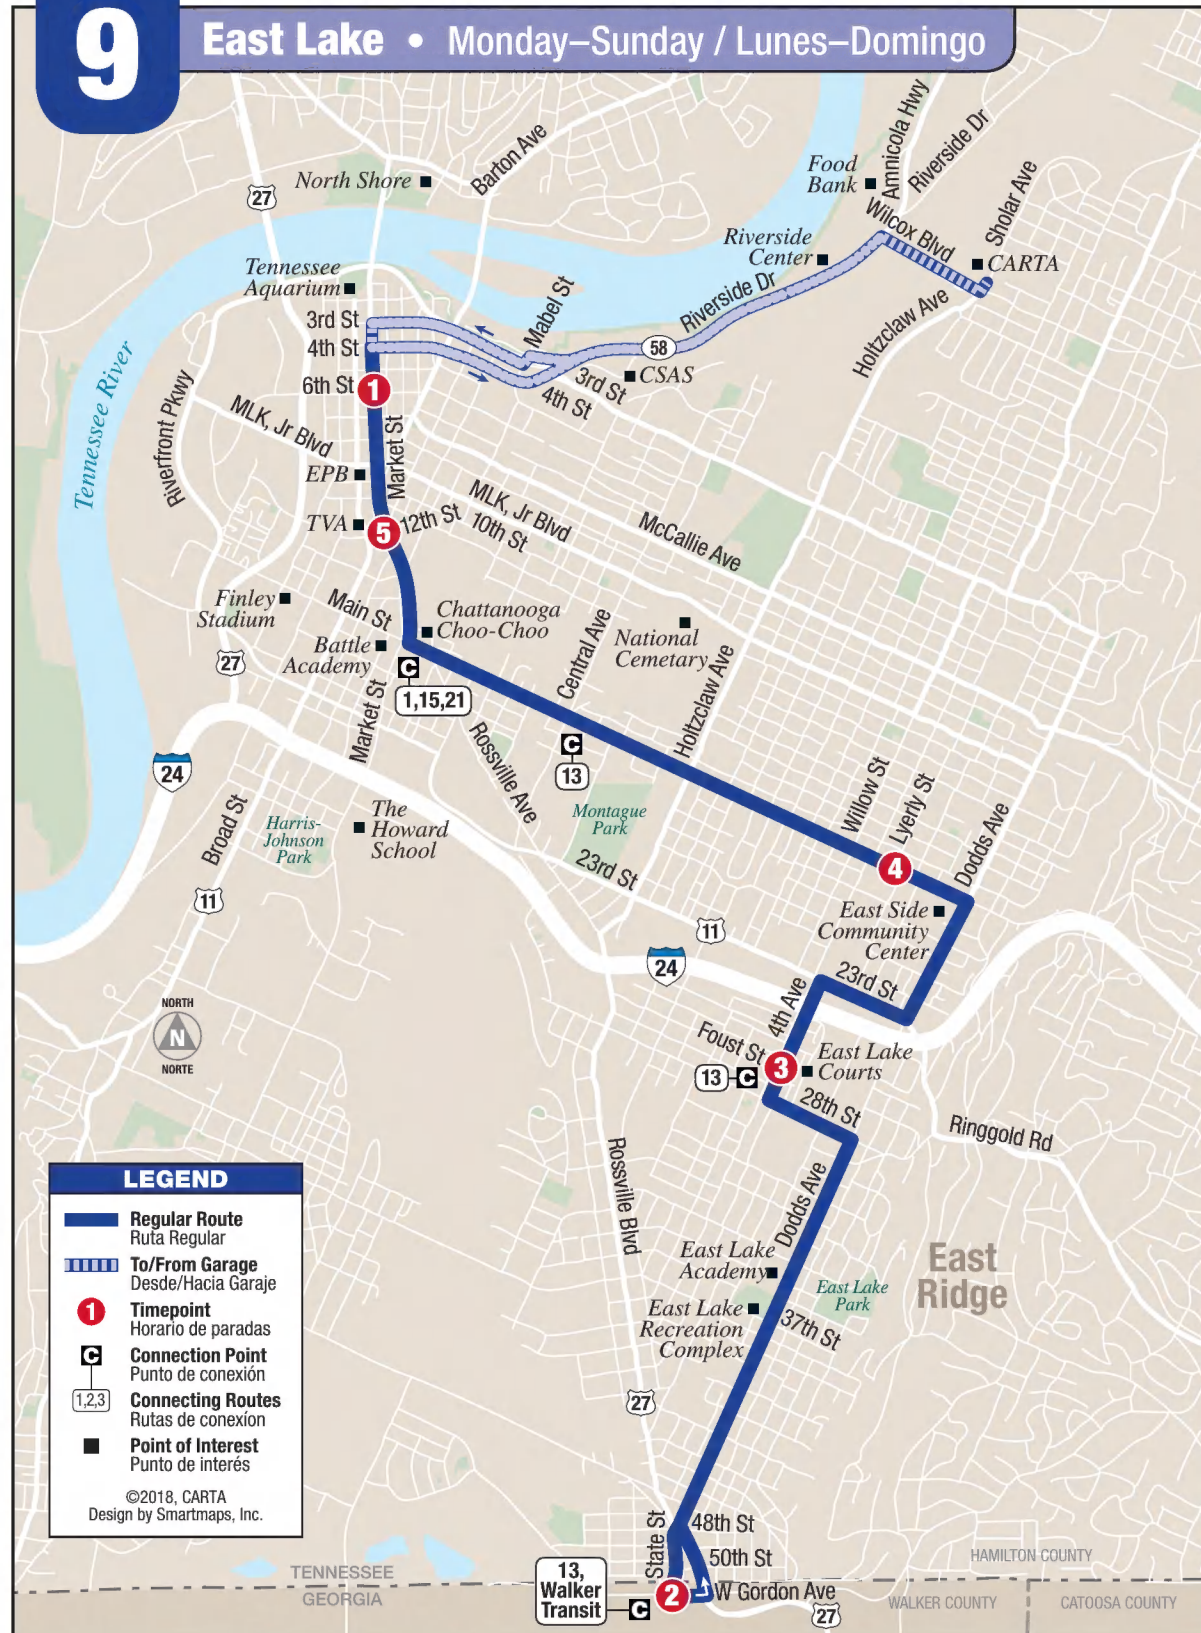 9
East Lake • Monday–Sunday / Lunes–Domingo
North Shore
Barton Ave
27
Food
Bank
Amnicola Hwy
Riverside Dr
Sholar Ave
Wilcox Blvd
CARTA
Riverside
Center
Riverside Dr
Holtzclaw Ave
Tennessee
Aquarium
3rd St
4th St
6th St
1
Mabel St
58
3rd St
4th St
CSAS
Tennessee River
Riverfront Pkwy
MLK, Jr Blvd
Market St
EPB
TVA
5
12th St
10th St
MLK, Jr Blvd
McCallie Ave
Finley
Stadium
Main St
Chattanooga
Choo-Choo
Battle
Academy
27
C
1,15,21
Market St
Central Ave
National
Cemetary
Holtzclaw Ave
C
13
Rossville Ave
24
Broad St
Harris-
Johnson
Park
The
Howard
School
Montague
Park
23rd St
Willow St
Lyerly St
Dodds Ave
4
11
11
24
East Side
Community
Center
23rd St
4th Ave
Foust St
3
East Lake
Courts
13
C
28th St
NORTH
N
NORTE
Ringgold Rd
Rossville Blvd
Dodds Ave
East Lake
Academy
East Lake
Park
East
Ridge
East Lake
Recreation
Complex
37th St
27
LEGEND
Regular Route
Ruta Regular
To/From Garage
Desde/Hacia Garaje
1
Timepoint
Horario de paradas
C
Connection Point
Punto de conexión
1,2,3
Connecting Routes
Rutas de conexíon
Point of Interest
Punto de interés
©2018, CARTA
Design by Smartmaps, Inc.
State St
48th St
50th St
W Gordon Ave
2
13,
Walker
Transit
C
27
TENNESSEE
GEORGIA
HAMILTON COUNTY
WALKER COUNTY
CATOOSA COUNTY